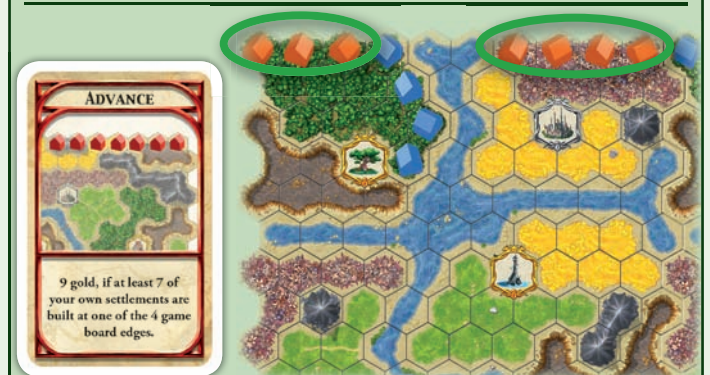 ADVANCE
9 gold, if at least 7 of
your own settlements are
built at one of the 4 game
board edges.